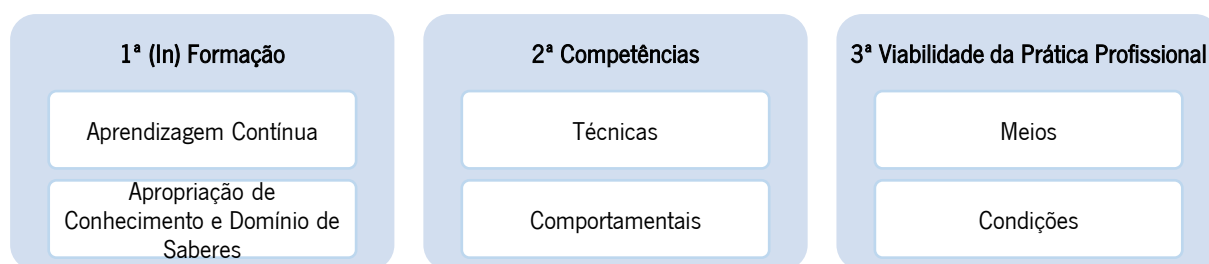 1ª (In) Formação
Aprendizagem Contínua
Apropriação de
Conhecimento e Domínio de
Saberes
2ª Competências
Técnicas
Comportamentais
3ª Viabilidade da Prática Profissional
Meios
Condições